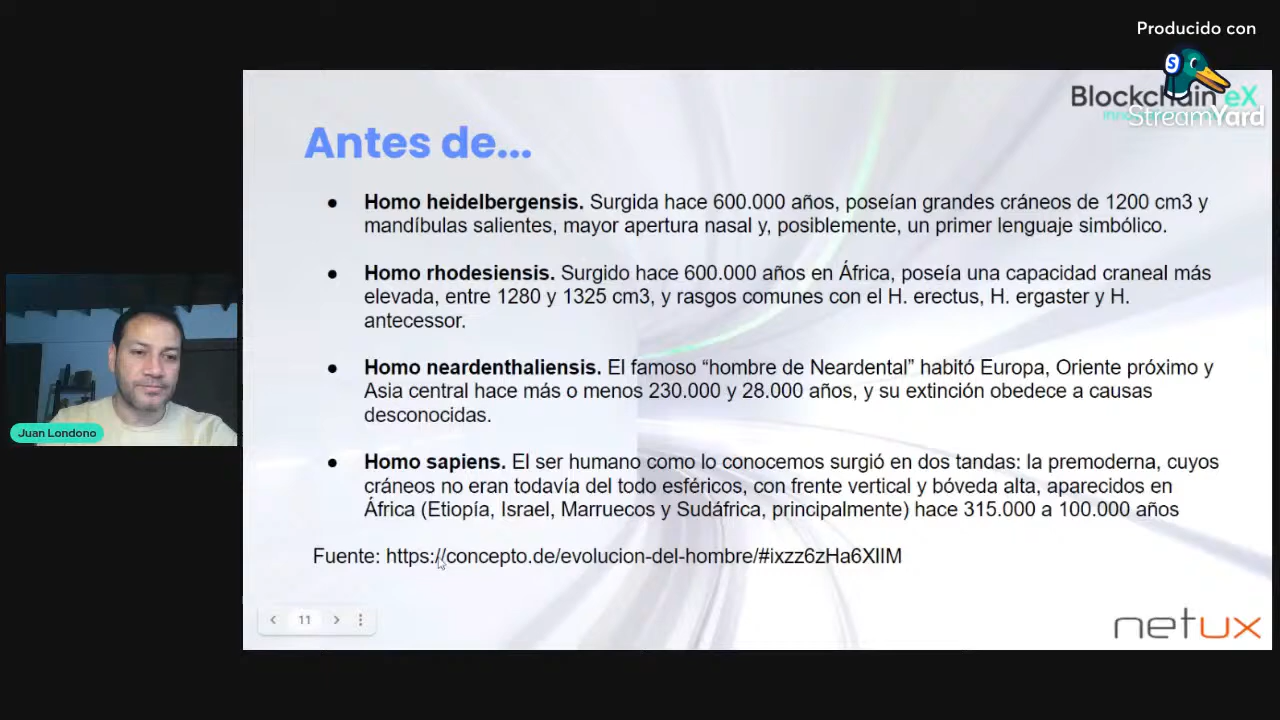 Producido con
StreamYard
Blockchain eX
Antes de...
● Homo heidelbergensis. Surgida hace 600.000 años, poseían grandes cráneos de 1200 cm3 y
mandíbulas salientes, mayor apertura nasal y, posiblemente, un primer lenguaje simbólico.
● Homo rhodesiensis. Surgido hace 600.000 años en África, poseía una capacidad craneal más
elevada, entre 1280 y 1325 cm3, y rasgos comunes con el H. erectus, H. ergaster y H.
antecessor.
● Homo neardenthaliensis. El famoso “hombre de Neardental” habitó Europa, Oriente próximo y
Asia central hace más o menos 230.000 y 28.000 años, y su extinción obedece a causas
desconocidas.
● Homo sapiens. El ser humano como lo conocemos surgió en dos tandas: la premoderna, cuyos
cráneos no eran todavía del todo esféricos, con frente vertical y bóveda alta, aparecidos en
África (Etiopía, Israel, Marruecos y Sudáfrica, principalmente) hace 315.000 a 100.000 años
Fuente: https://concepto.de/evolucion-del-hombre/#ixzz6zHa6XIIM
Juan Londono
11
netux